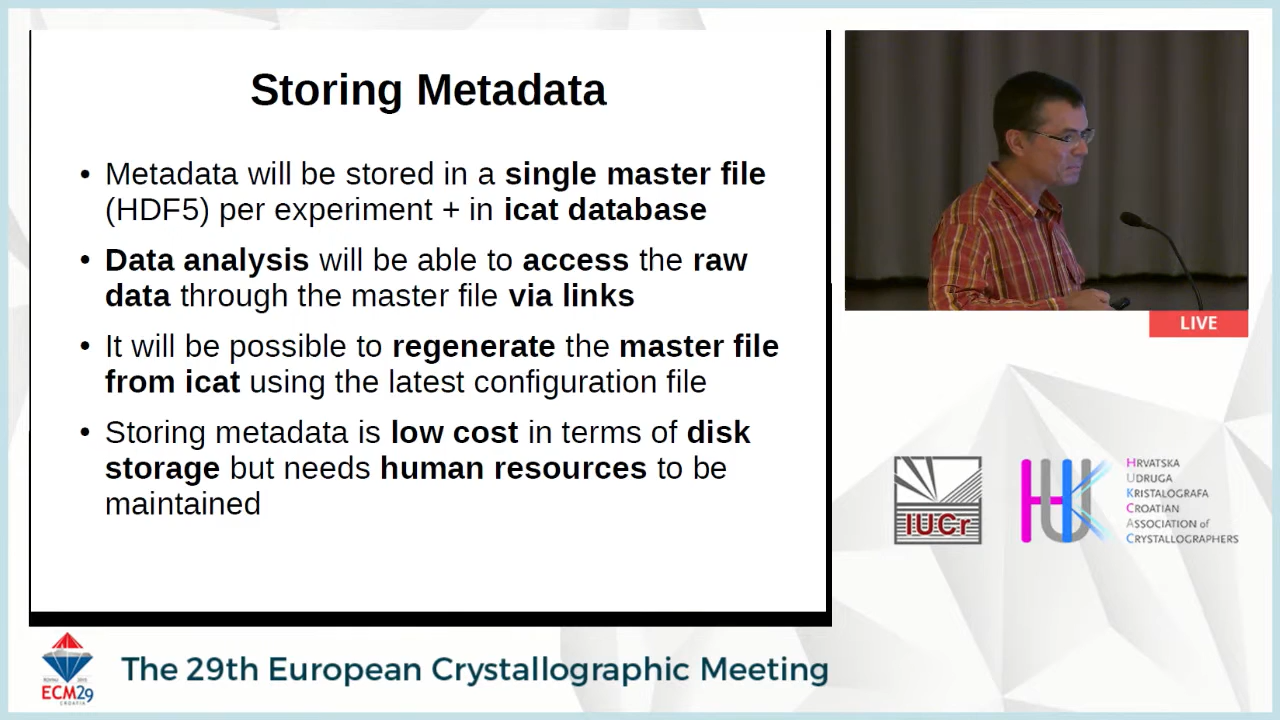 Storing Metadata
• Metadata will be stored in a single master file
(HDF5) per experiment + in icat database
• Data analysis will be able to access the raw
data through the master file via links
• It will be possible to regenerate the master file
from icat using the latest configuration file
• Storing metadata is low cost in terms of disk
storage but needs human resources to be
maintained
LIVE
IUCr
HUK
HRVATSKA
UDRUGA
KRISTALOGRAFA
CROATIAN
ASSOCIATION of
CRYSTALLOGRAPHERS
ECM29
CROATIA
The 29th European Crystallographic Meeting